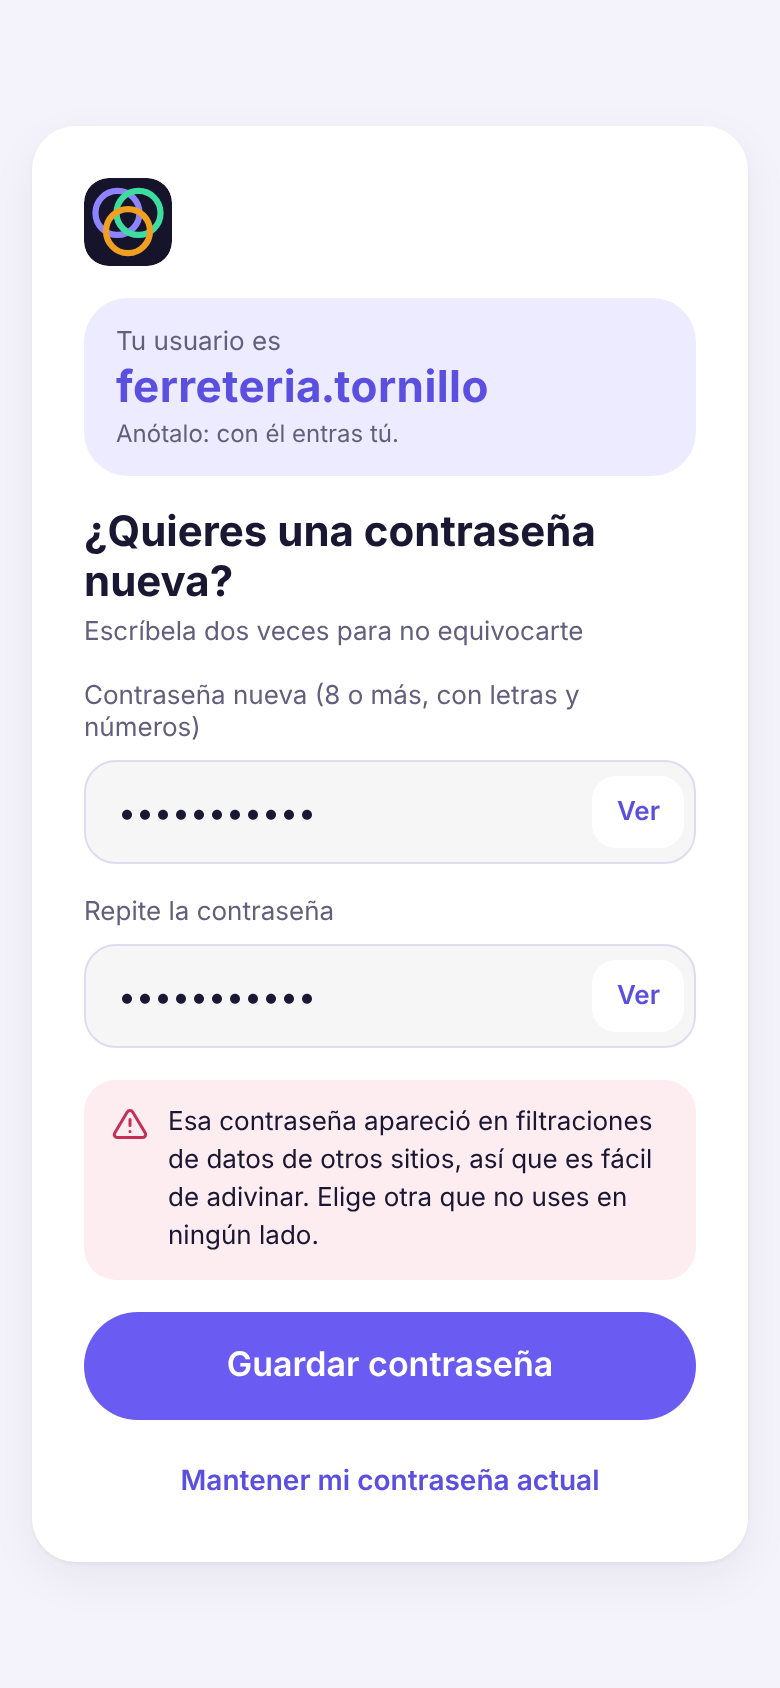 Tu usuario es
ferreteria.tornillo
Anótalo: con él entras tú.
¿Quieres una contraseña
nueva?
Escríbela dos veces para no equivocarte
Contraseña nueva (8 o más, con letras y
números)
•••••••••••
Ver
Repite la contraseña
•••••••••••
Ver
Esa contraseña apareció en filtraciones
de datos de otros sitios, así que es fácil
de adivinar. Elige otra que no uses en
ningún lado.
Guardar contraseña
Mantener mi contraseña actual